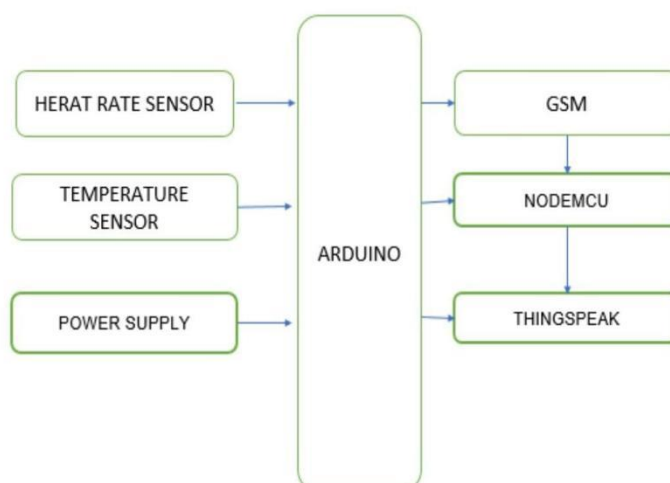 HERAT RATE SENSOR
GSM
TEMPERATURE
SENSOR
NODEMCU
ARDUINO
POWER SUPPLY
THINGSPEAK